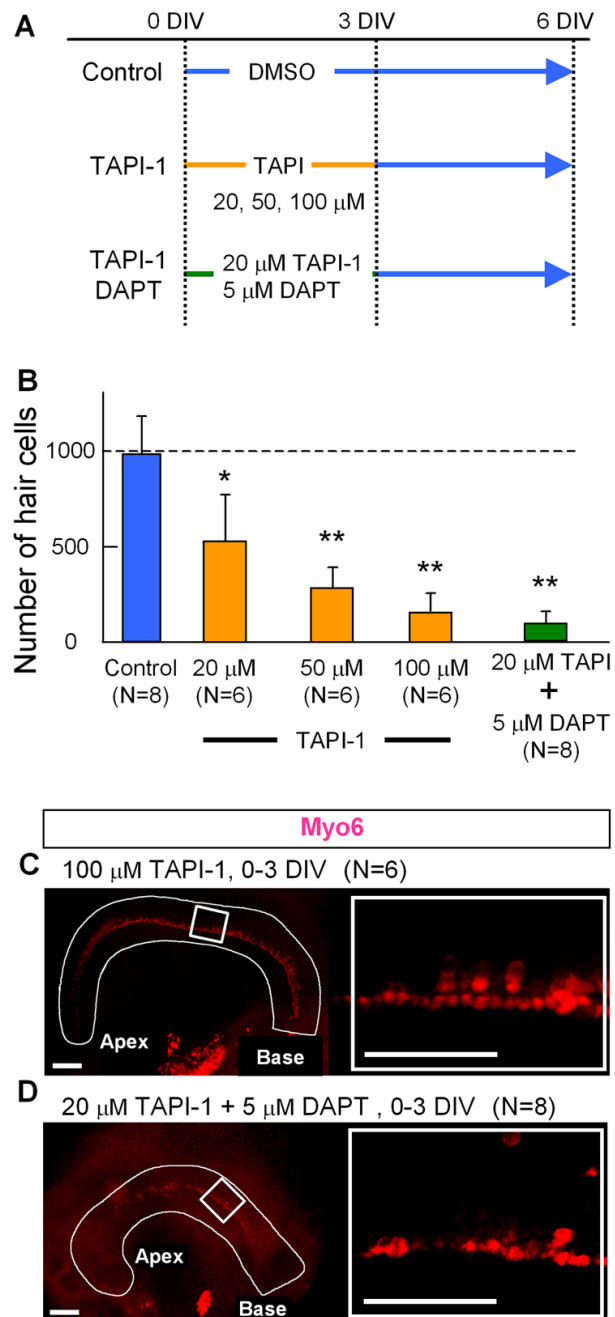 A
0 DIV 3 DIV 6 DIV
Control DMSO
TAPI-1 TAPI
20, 50, 100 μM
TAPI-1 20 μM TAPI-1
DAPT 5 μM DAPT
B
Number of hair cells
1000
500
0
*
**
**
**
Control 20 μM 50 μM 100 μM 20 μM TAPI
(N=8) (N=6) (N=6) (N=6) +
5 μM DAPT
TAPI-1 (N=8)
Myo6
C 100 μM TAPI-1, 0-3 DIV (N=6)
Apex Base
D 20 μM TAPI-1 + 5 μM DAPT , 0-3 DIV (N=8)
Apex
Base